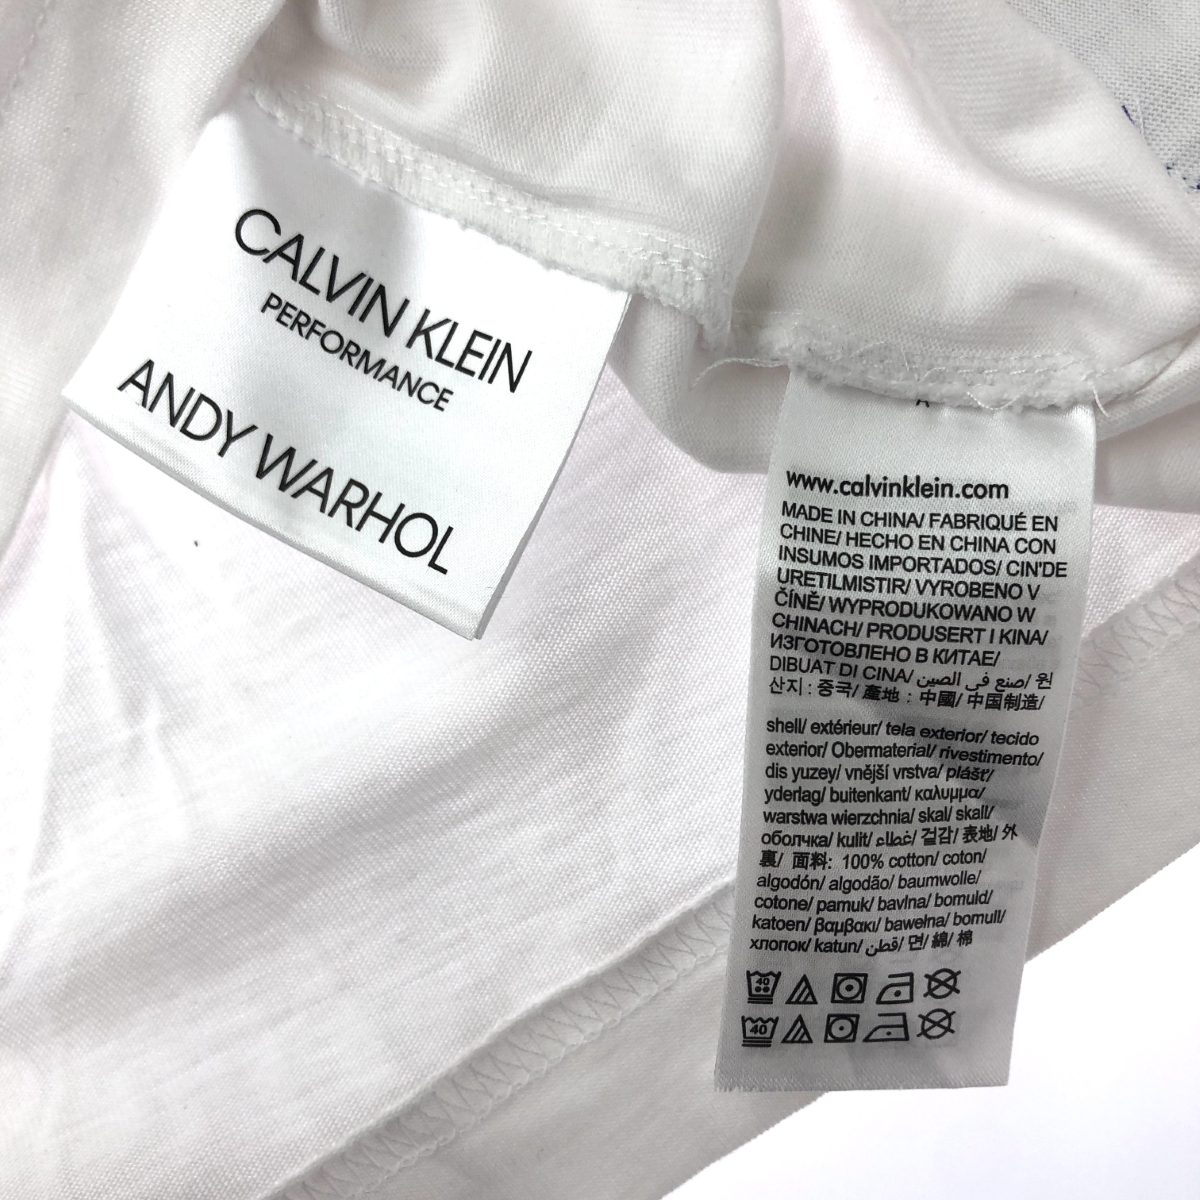 CALVIN KLEIN
PERFORMANCE
ANDY WARHOL
www.calvinklein.com
MADE IN CHINA/ FABRIQUÉ EN
CHINE/ HECHO EN CHINA CON
INSUMOS IMPORTADOS/ CIN'DE
URETILMISTIR/ VYROBENO V
ČÍNĚ/ WYPRODUKOWANO W
CHINACH/ PRODUSERT I KINA/
ИЗГОТОВЛЕНО В КИТАЕ/
DIBUAT DI CINA/ صنع في الصين/ 원
산지 : 중국/ 產地 : 中國/ 中国制造/
shell/ extérieur/ tela exterior/ tecido
exterior/ Obermaterial/ rivestimento/
dis yuzey/ vnější vrstva/ plášť/
yderlag/ buitenkant/ καλυμμα/
warstwa wierzchnia/ skal/ skall/
оболчка/ kulit/ غطاء/ 겉감/ 表地/ 外
裏/ 面料: 100% cotton/ coton/
algodón/ algodão/ baumwolle/
cotone/ pamuk/ bavlna/ bomuld/
katoen/ βαμβακι/ bawełna/ bomull/
хлопок/ katun/ قطن/ 면/ 綿/ 棉
40
40